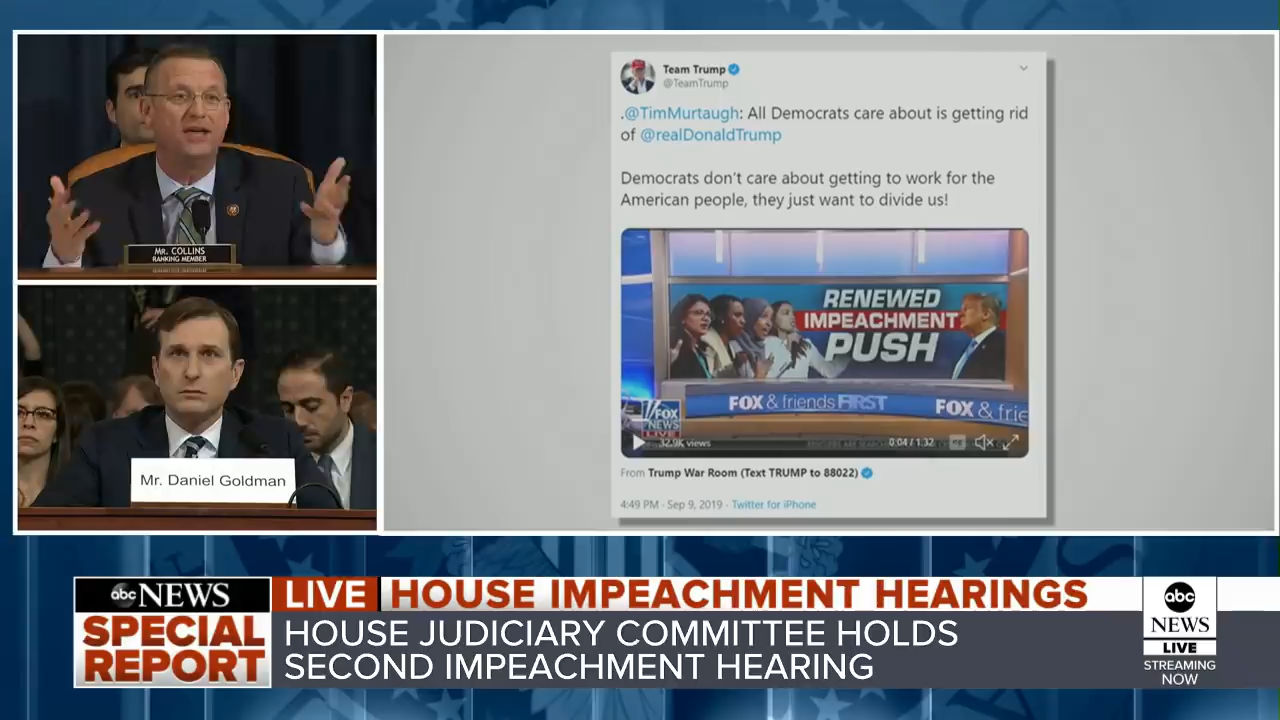 MR. COLLINS
RANKING MEMBER
Mr. Daniel Goldman
Team Trump
@TeamTrump
.@TimMurtaugh: All Democrats care about is getting rid
of @realDonaldTrump
Democrats don't care about getting to work for the
American people, they just want to divide us!
RENEWED
IMPEACHMENT
PUSH
FOX & friends FIRST
FOX & frie
FOX
NEWS
LIVE
32.9K views
0:04 / 1:32
From Trump War Room (Text TRUMP to 88022)
4:49 PM · Sep 9, 2019 · Twitter for iPhone
abc NEWS
SPECIAL
REPORT
LIVE HOUSE IMPEACHMENT HEARINGS
HOUSE JUDICIARY COMMITTEE HOLDS
SECOND IMPEACHMENT HEARING
abc
NEWS
LIVE
STREAMING
NOW